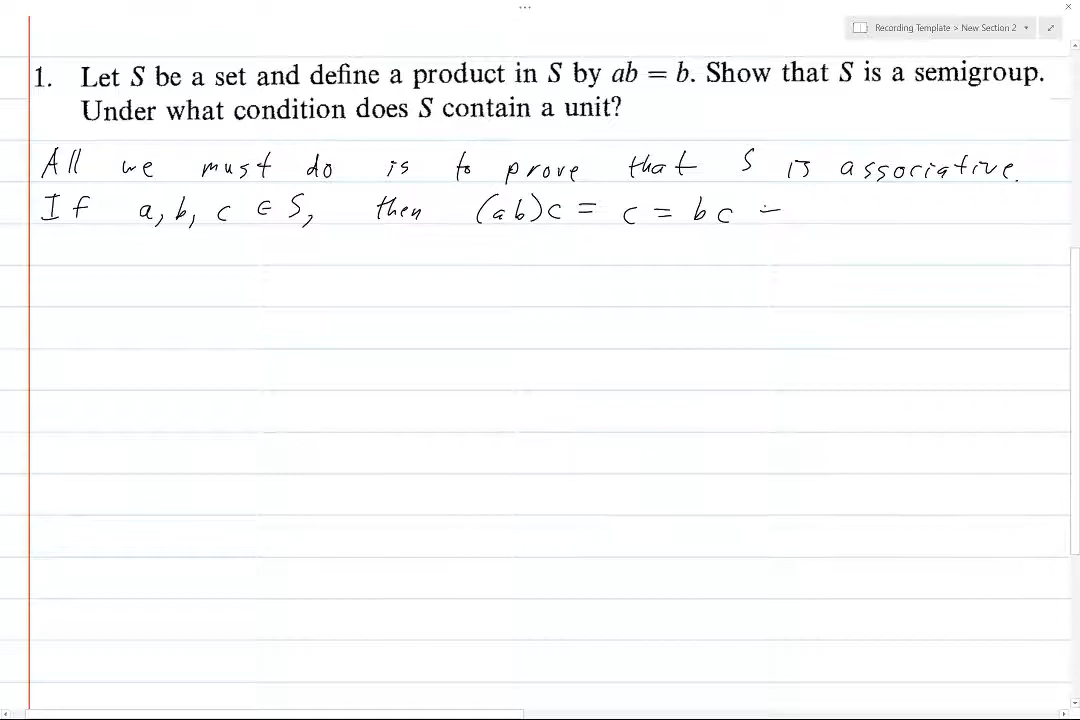 Recording Template > New Section 2
1. Let S be a set and define a product in S by ab = b. Show that S is a semigroup.
Under what condition does S contain a unit?
All we must do is to prove that S is associative.
If a, b, c ∈ S, then (ab)c = c = bc =